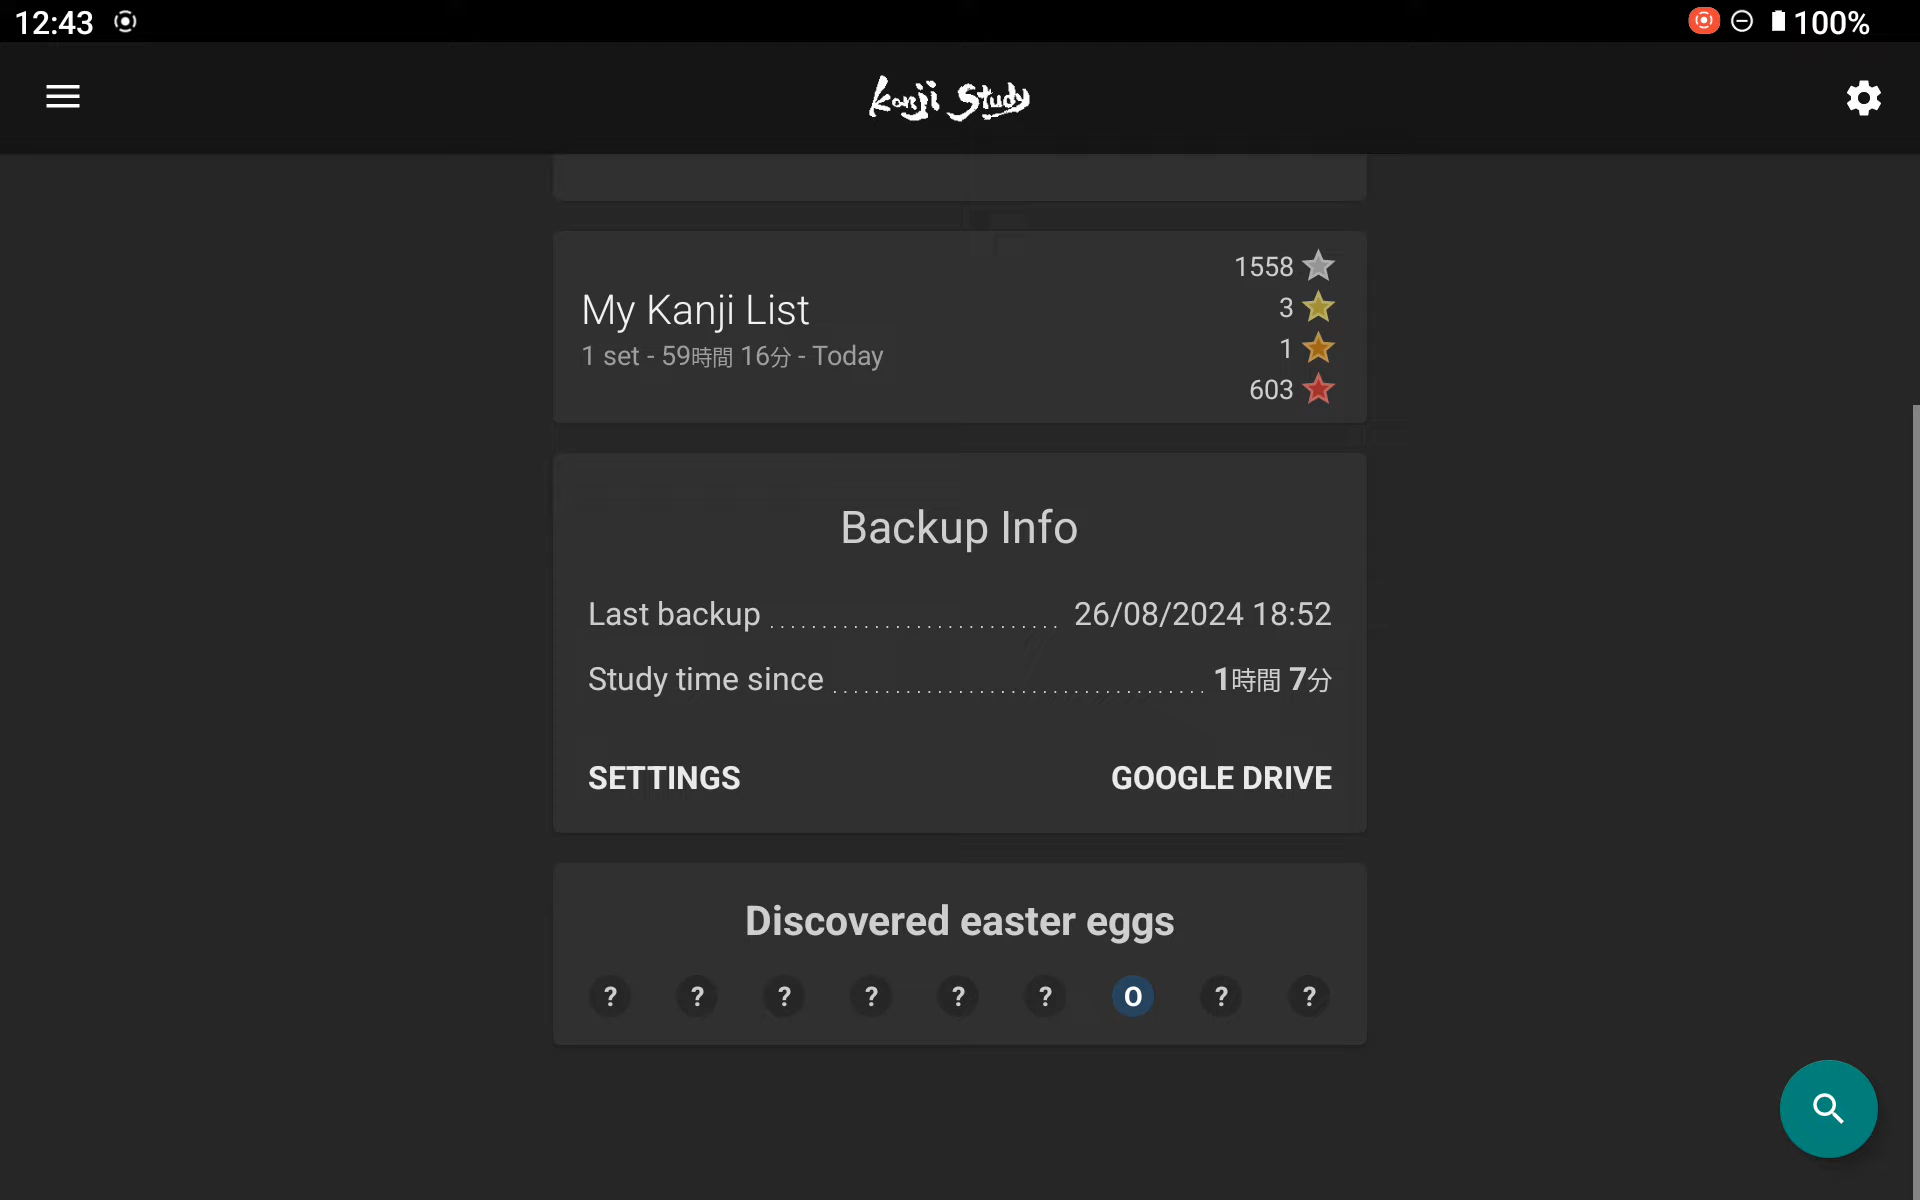 12:43
100%
Kanji Study
1558
3
My Kanji List
1 set - 59時間 16分 - Today
1
603
Backup Info
Last backup 26/08/2024 18:52
Study time since 1時間 7分
SETTINGS GOOGLE DRIVE
Discovered easter eggs
? ? ? ? ? ? O ? ?